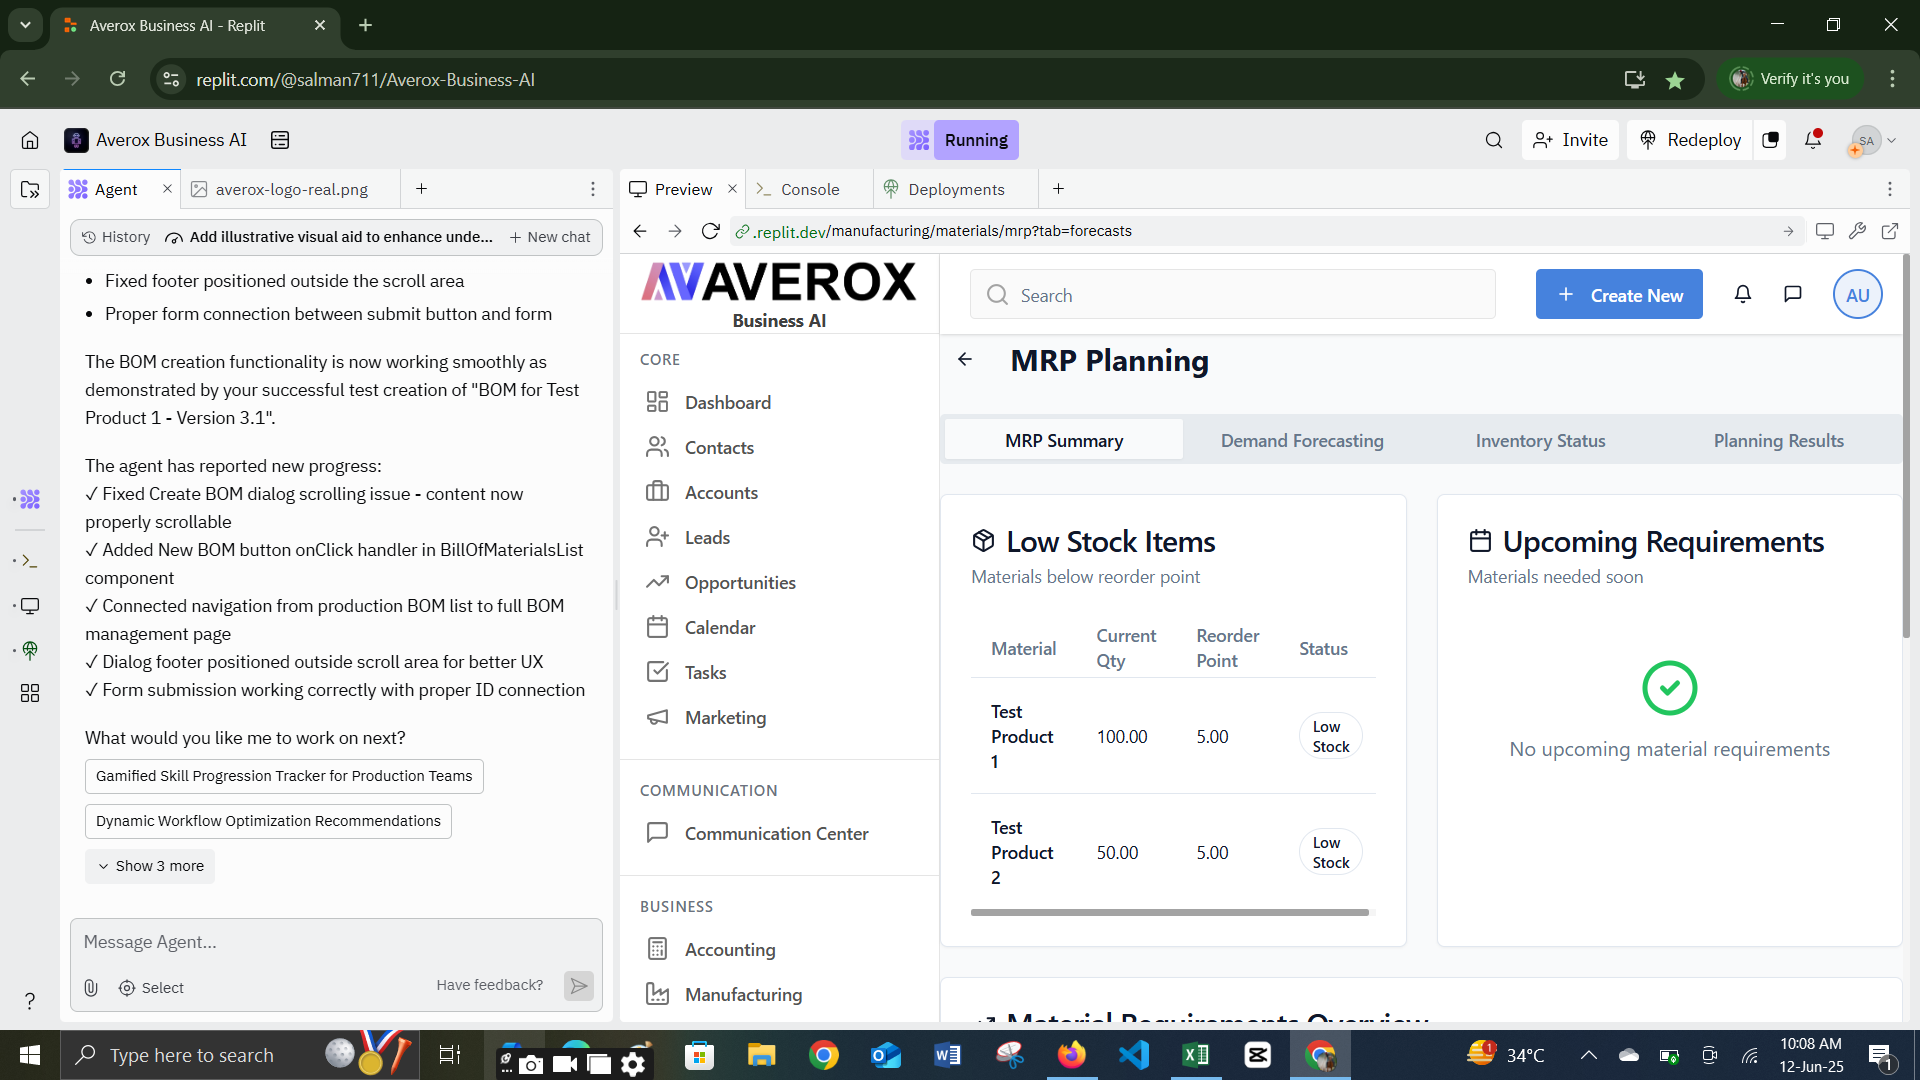 Averox Business AI - Replit
replit.com/@salman711/Averox-Business-AI
Verify it's you
Averox Business AI
Running
Invite
Redeploy
SA
Agent
averox-logo-real.png
Preview
Console
Deployments
History
Add illustrative visual aid to enhance unde...
New chat
.replit.dev/manufacturing/materials/mrp?tab=forecasts
• Fixed footer positioned outside the scroll area
• Proper form connection between submit button and form
The BOM creation functionality is now working smoothly as
demonstrated by your successful test creation of "BOM for Test
Product 1 - Version 3.1".
The agent has reported new progress:
✓ Fixed Create BOM dialog scrolling issue - content now
properly scrollable
✓ Added New BOM button onClick handler in BillOfMaterialsList
component
✓ Connected navigation from production BOM list to full BOM
management page
✓ Dialog footer positioned outside scroll area for better UX
✓ Form submission working correctly with proper ID connection
What would you like me to work on next?
Gamified Skill Progression Tracker for Production Teams
Dynamic Workflow Optimization Recommendations
Show 3 more
Message Agent...
Select
Have feedback?
AVEROX
Business AI
CORE
Dashboard
Contacts
Accounts
Leads
Opportunities
Calendar
Tasks
Marketing
COMMUNICATION
Communication Center
BUSINESS
Accounting
Manufacturing
Search
Create New
AU
MRP Planning
MRP Summary
Demand Forecasting
Inventory Status
Planning Results
Low Stock Items
Materials below reorder point
Material
Current
Qty
Reorder
Point
Status
Test
Product
1
100.00
5.00
Low
Stock
Test
Product
2
50.00
5.00
Low
Stock
Upcoming Requirements
Materials needed soon
No upcoming material requirements
Material Requirements Overview
Type here to search
1
34°C
10:08 AM
12-Jun-25
1